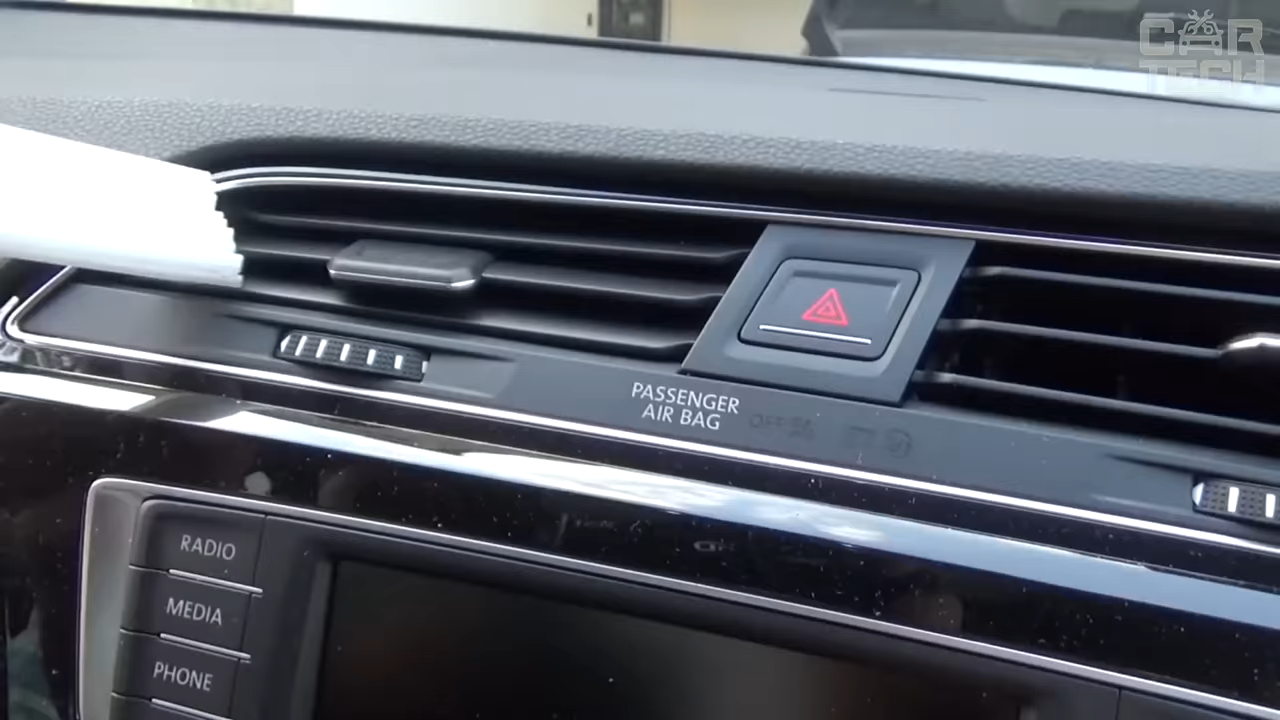 CAR
TECH
PASSENGER
AIR BAG
OFF
RADIO
MEDIA
PHONE